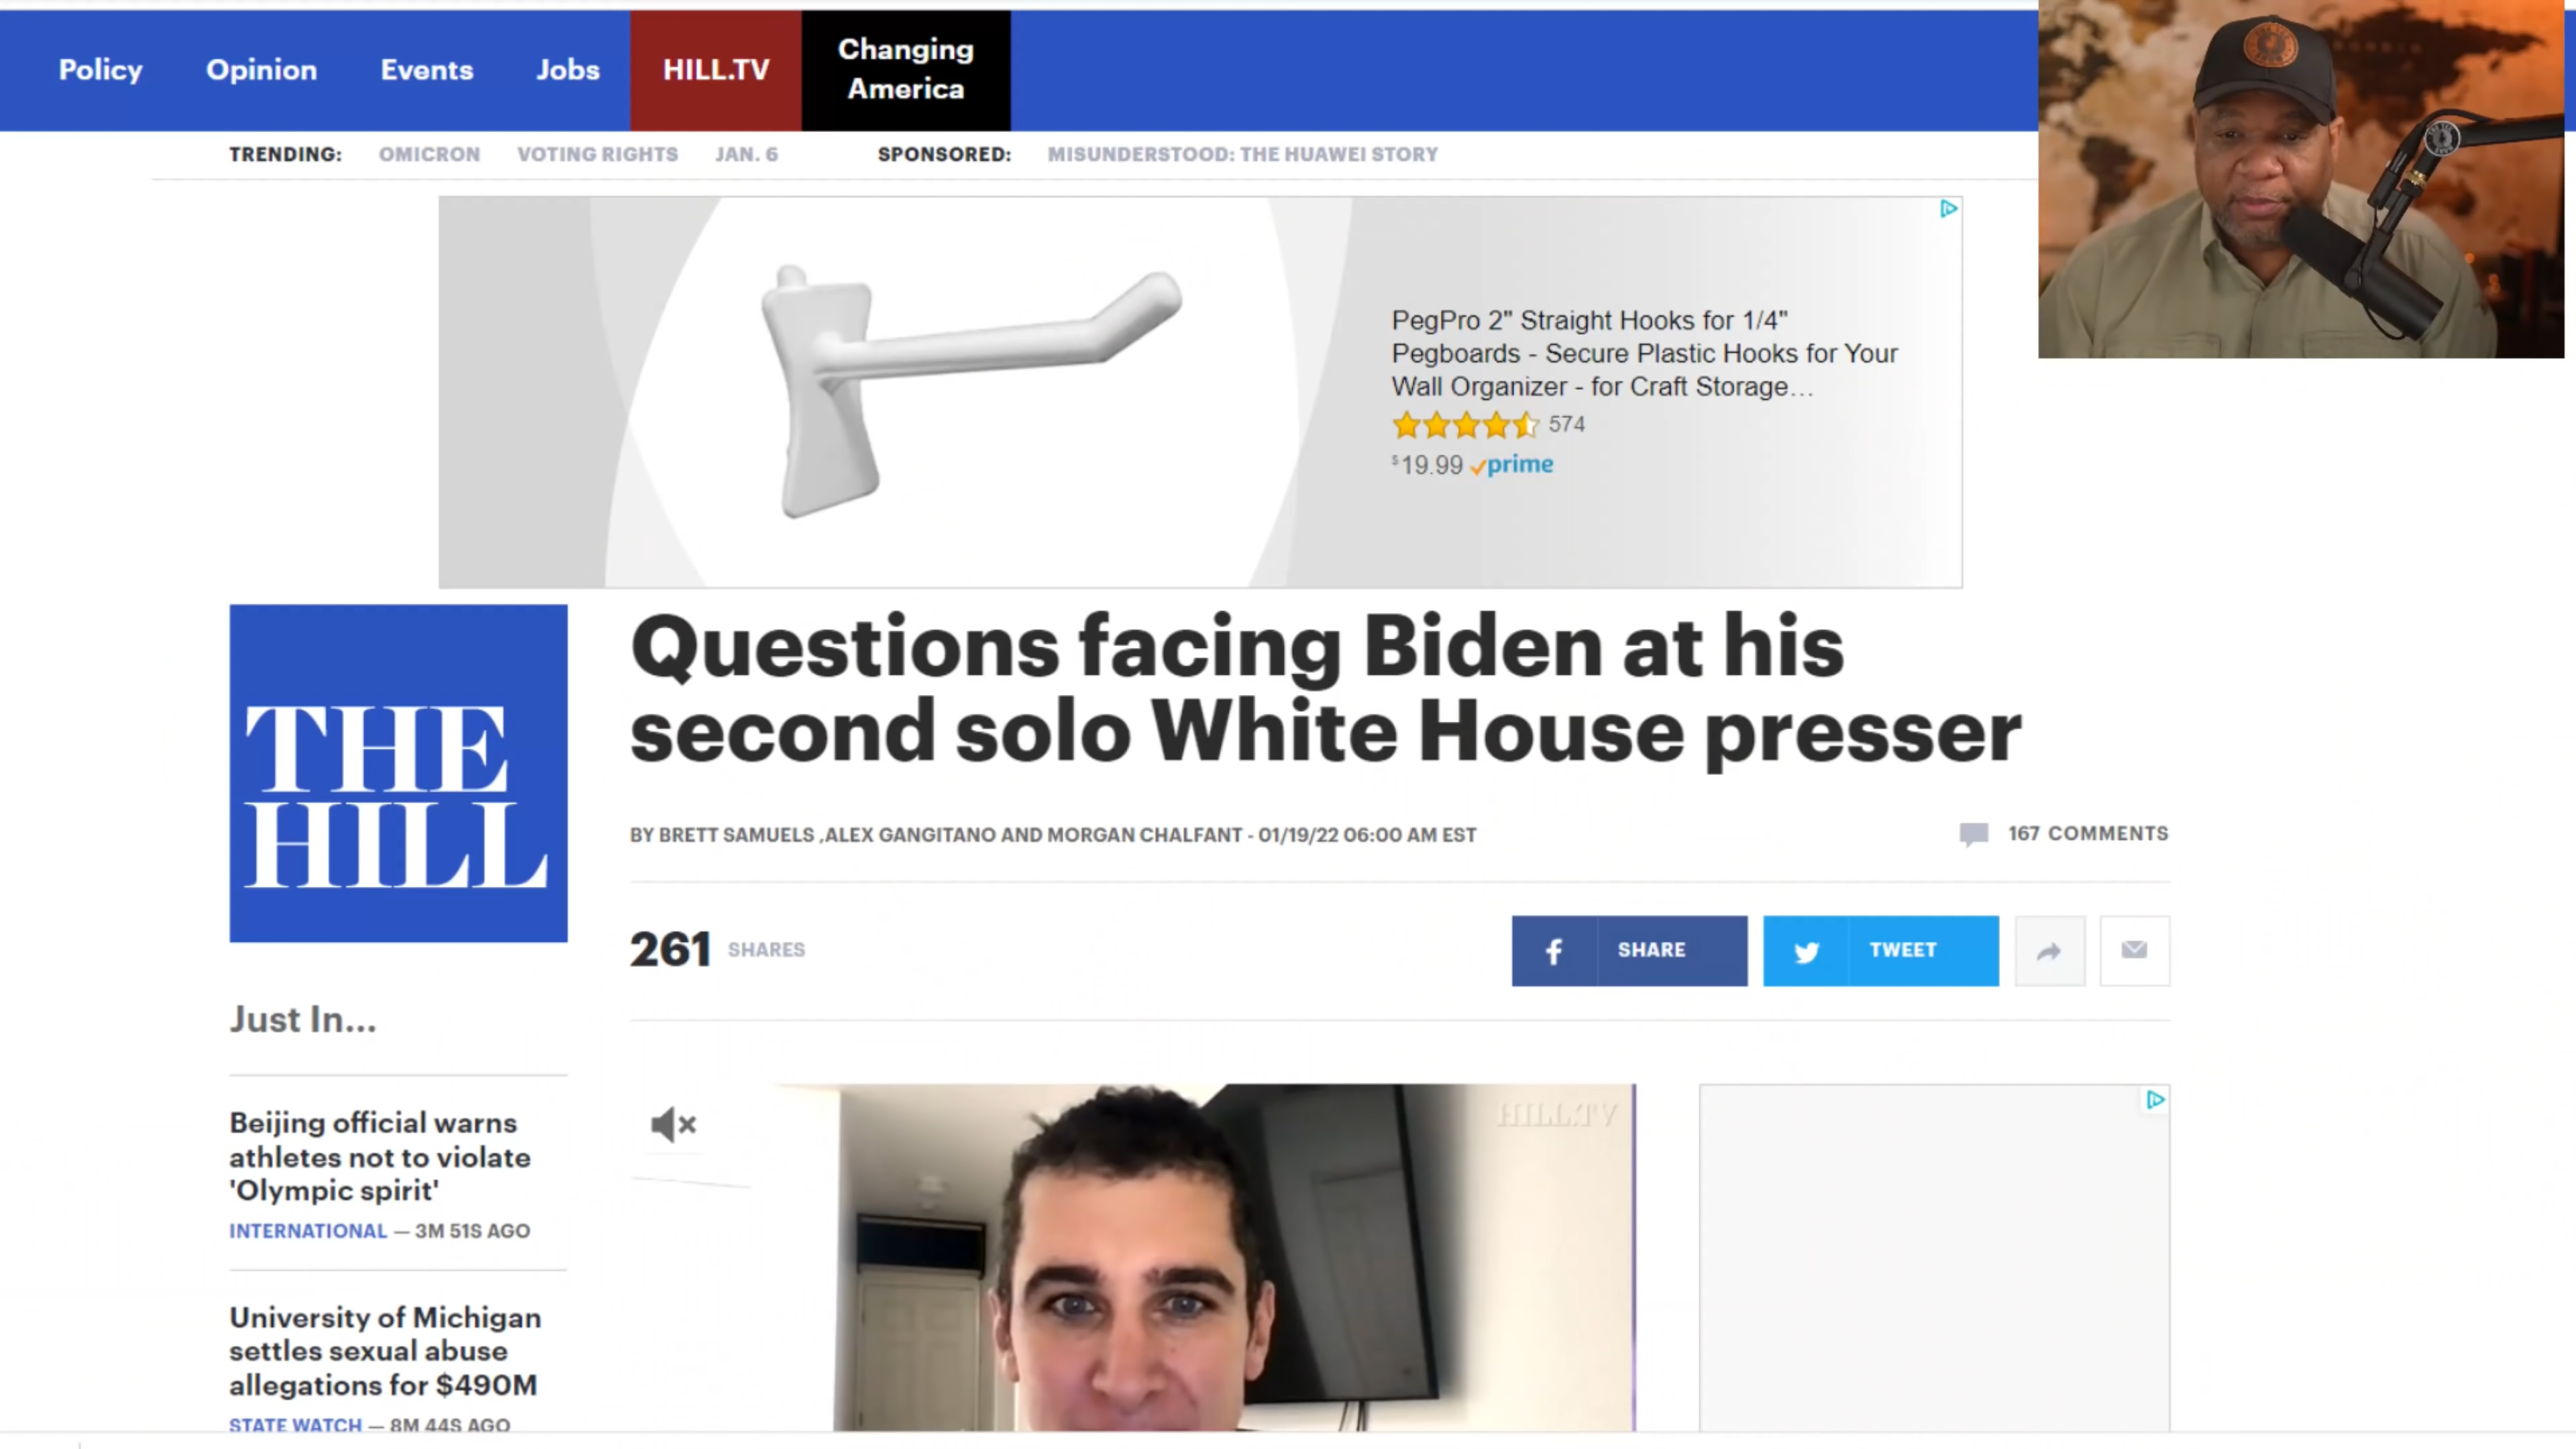 Policy
Opinion
Events
Jobs
HILL.TV
Changing
America
TRENDING:
OMICRON
VOTING RIGHTS
JAN. 6
SPONSORED:
MISUNDERSTOOD: THE HUAWEI STORY
PegPro 2" Straight Hooks for 1/4"
Pegboards - Secure Plastic Hooks for Your
Wall Organizer - for Craft Storage...
574
$19.99 prime
THE
HILL
Questions facing Biden at his
second solo White House presser
BY BRETT SAMUELS ,ALEX GANGITANO AND MORGAN CHALFANT - 01/19/22 06:00 AM EST
167 COMMENTS
261 SHARES
SHARE
TWEET
Just In...
Beijing official warns
athletes not to violate
'Olympic spirit'
INTERNATIONAL — 3M 51S AGO
University of Michigan
settles sexual abuse
allegations for $490M
STATE WATCH — 8M 44S AGO
HILL.TV